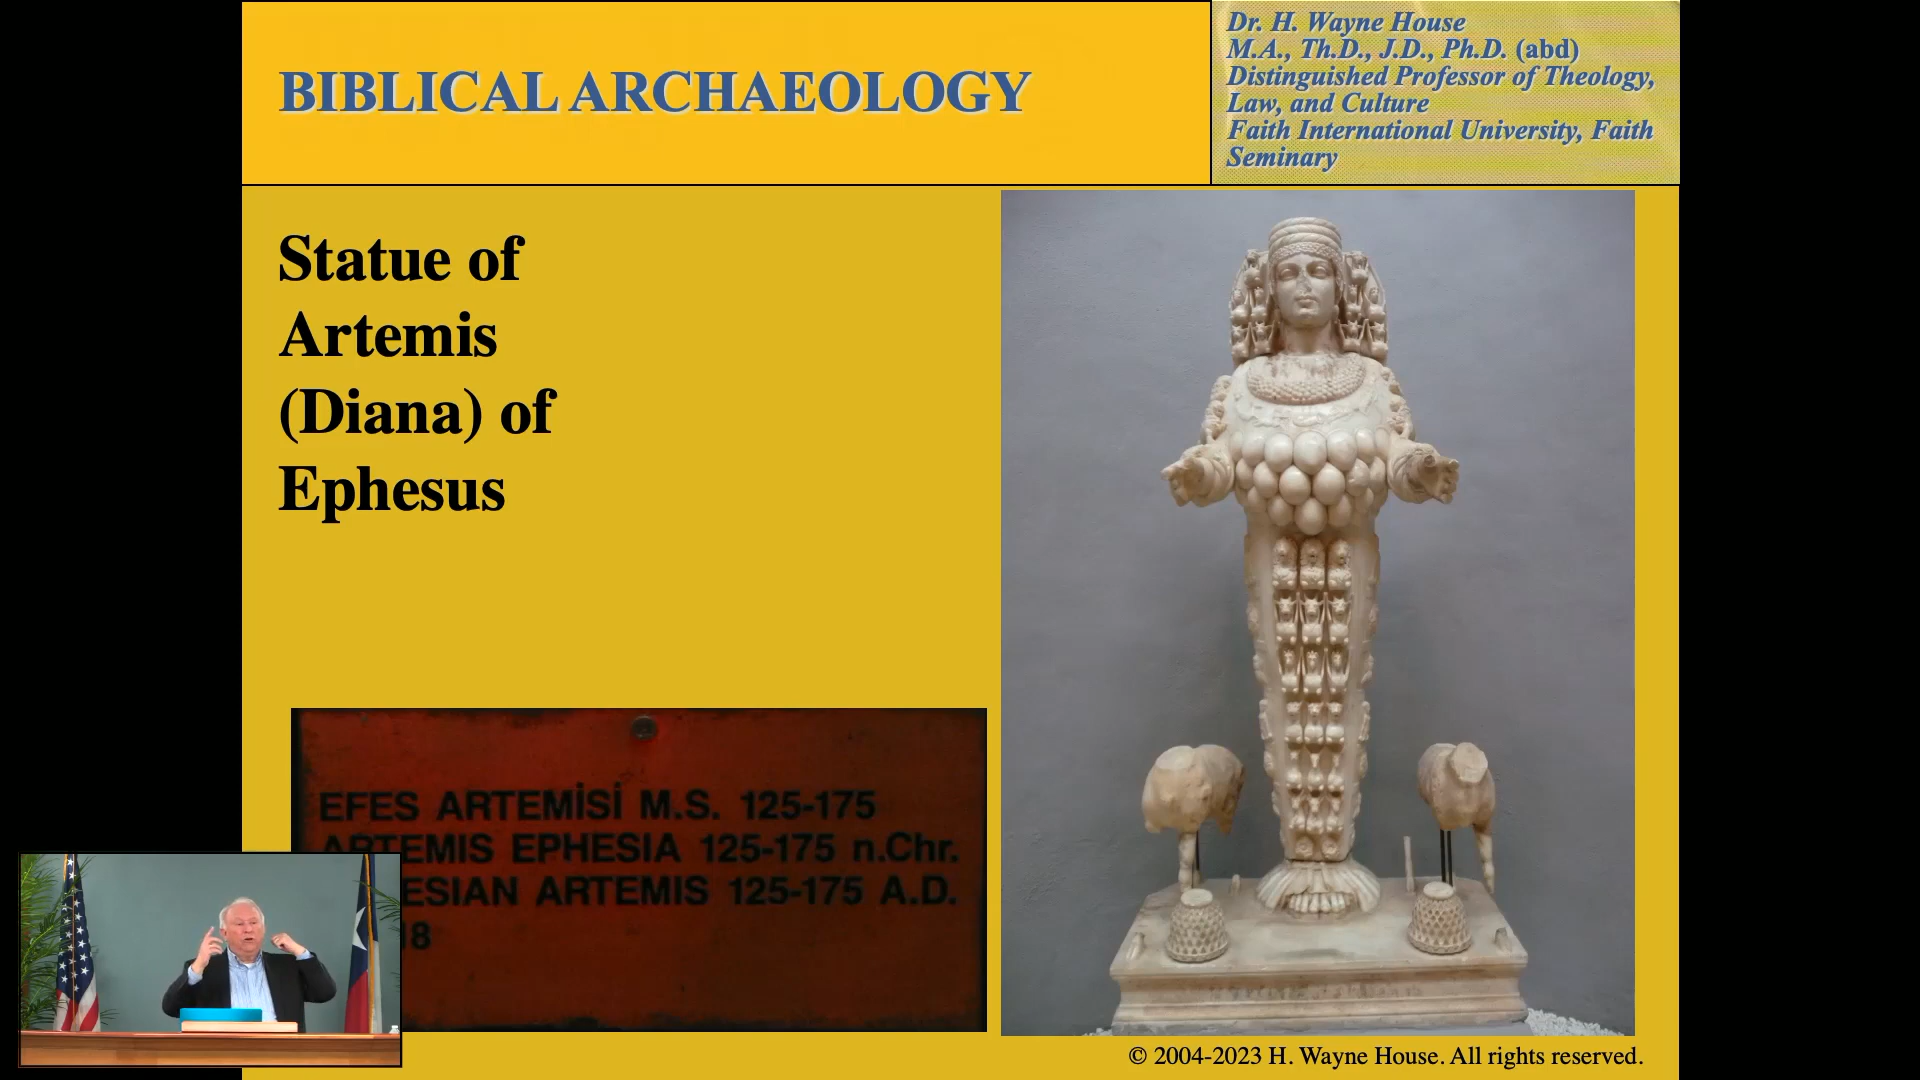 BIBLICAL ARCHAEOLOGY
Dr. H. Wayne House
M.A., Th.D., J.D., Ph.D. (abd)
Distinguished Professor of Theology,
Law, and Culture
Faith International University, Faith
Seminary
Statue of
Artemis
(Diana) of
Ephesus
EFES ARTEMİSİ M.S. 125-175
ARTEMIS EPHESIA 125-175 n.Chr.
ESIAN ARTEMIS 125-175 A.D.
18
© 2004-2023 H. Wayne House. All rights reserved.